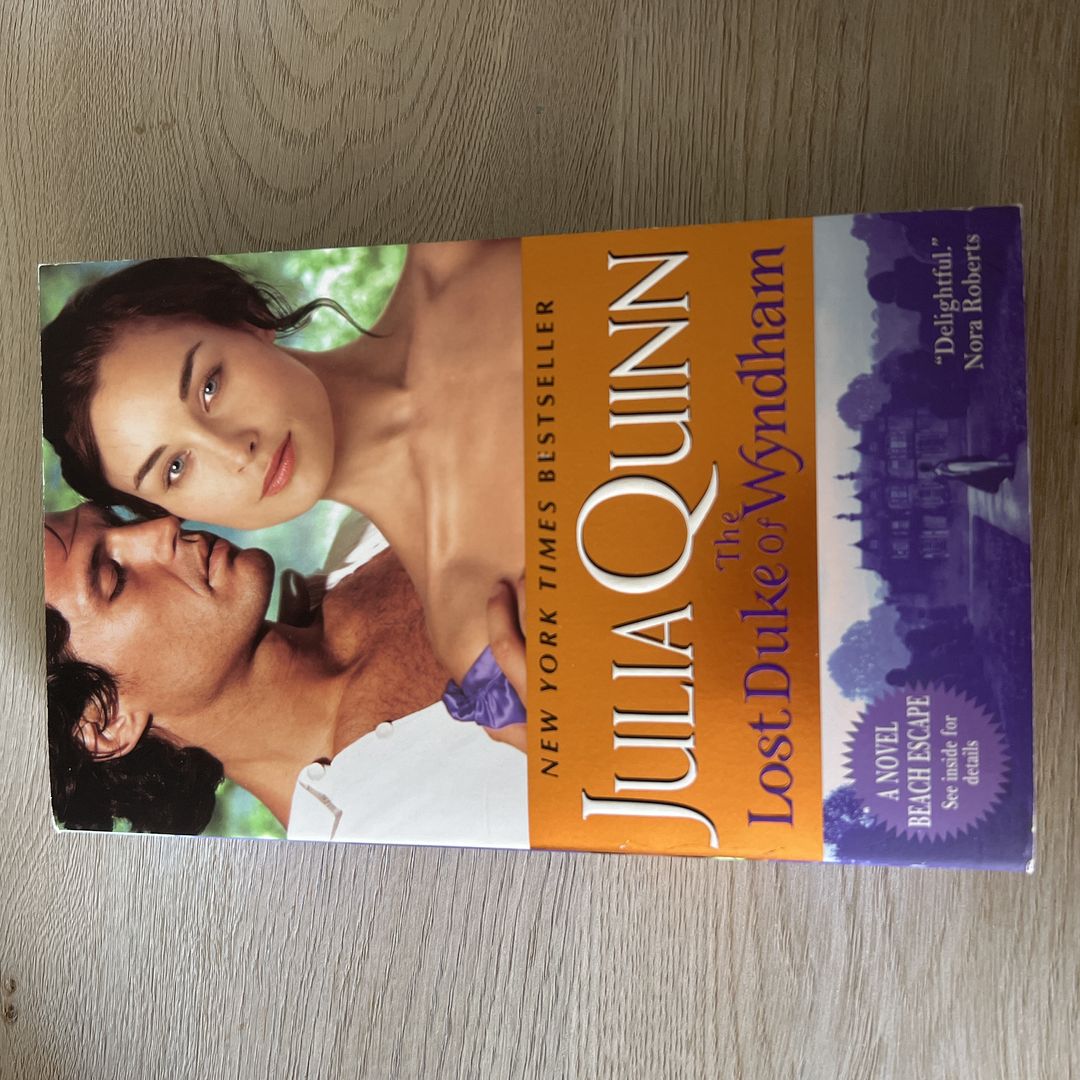 NEW YORK TIMES BESTSELLER
JULIA QUINN
The
Lost Duke of Wyndham
"Delightful."
Nora Roberts
A NOVEL
BEACH ESCAPE
See inside for
details